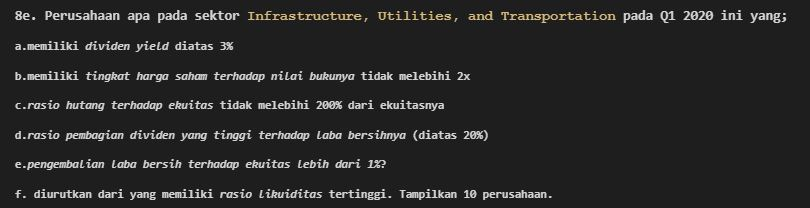 8e. Perusahaan apa pada sektor Infrastructure, Utilities, and Transportation pada Q1 2020 ini yang;
a.memiliki dividen yield diatas 3%
b.memiliki tingkat harga saham terhadap nilai bukunya tidak melebihi 2x
c.rasio hutang terhadap ekuitas tidak melebihi 200% dari ekuitasnya
d.rasio pembagian dividen yang tinggi terhadap laba bersihnya (diatas 20%)
e.pengembalian laba bersih terhadap ekuitas lebih dari 1%?
f. diurutkan dari yang memiliki rasio likuiditas tertinggi. Tampilkan 10 perusahaan.